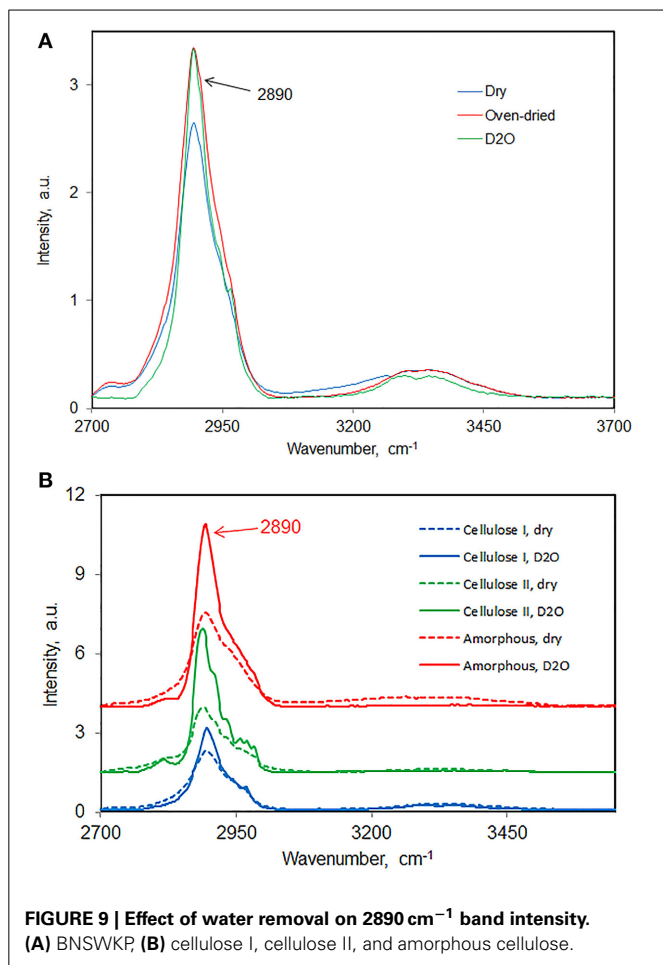 A
3
2
1
0
Intensity, a.u.
2890
Dry
Oven-dried
D2O
2700 2950 3200 3450 3700
Wavenumber, cm-1
B
12
9
6
3
0
Intensity, a.u.
2890
Cellulose I, dry
Cellulose I, D2O
Cellulose II, dry
Cellulose II, D2O
Amorphous, dry
Amorphous, D2O
2700 2950 3200 3450
Wavenumber, cm-1
FIGURE 9 | Effect of water removal on 2890 cm−1 band intensity.
(A) BNSWKP, (B) cellulose I, cellulose II, and amorphous cellulose.